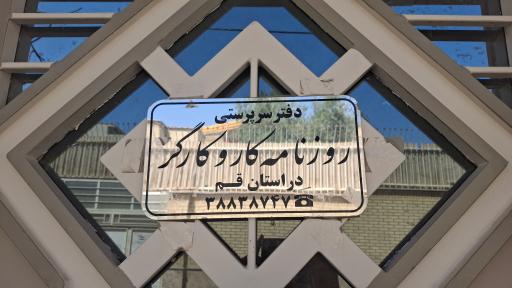 دفتر سرپرستی
روزنامه کار و کارگر
در استان قم
☎۳۸۸۳۸۷۴۷